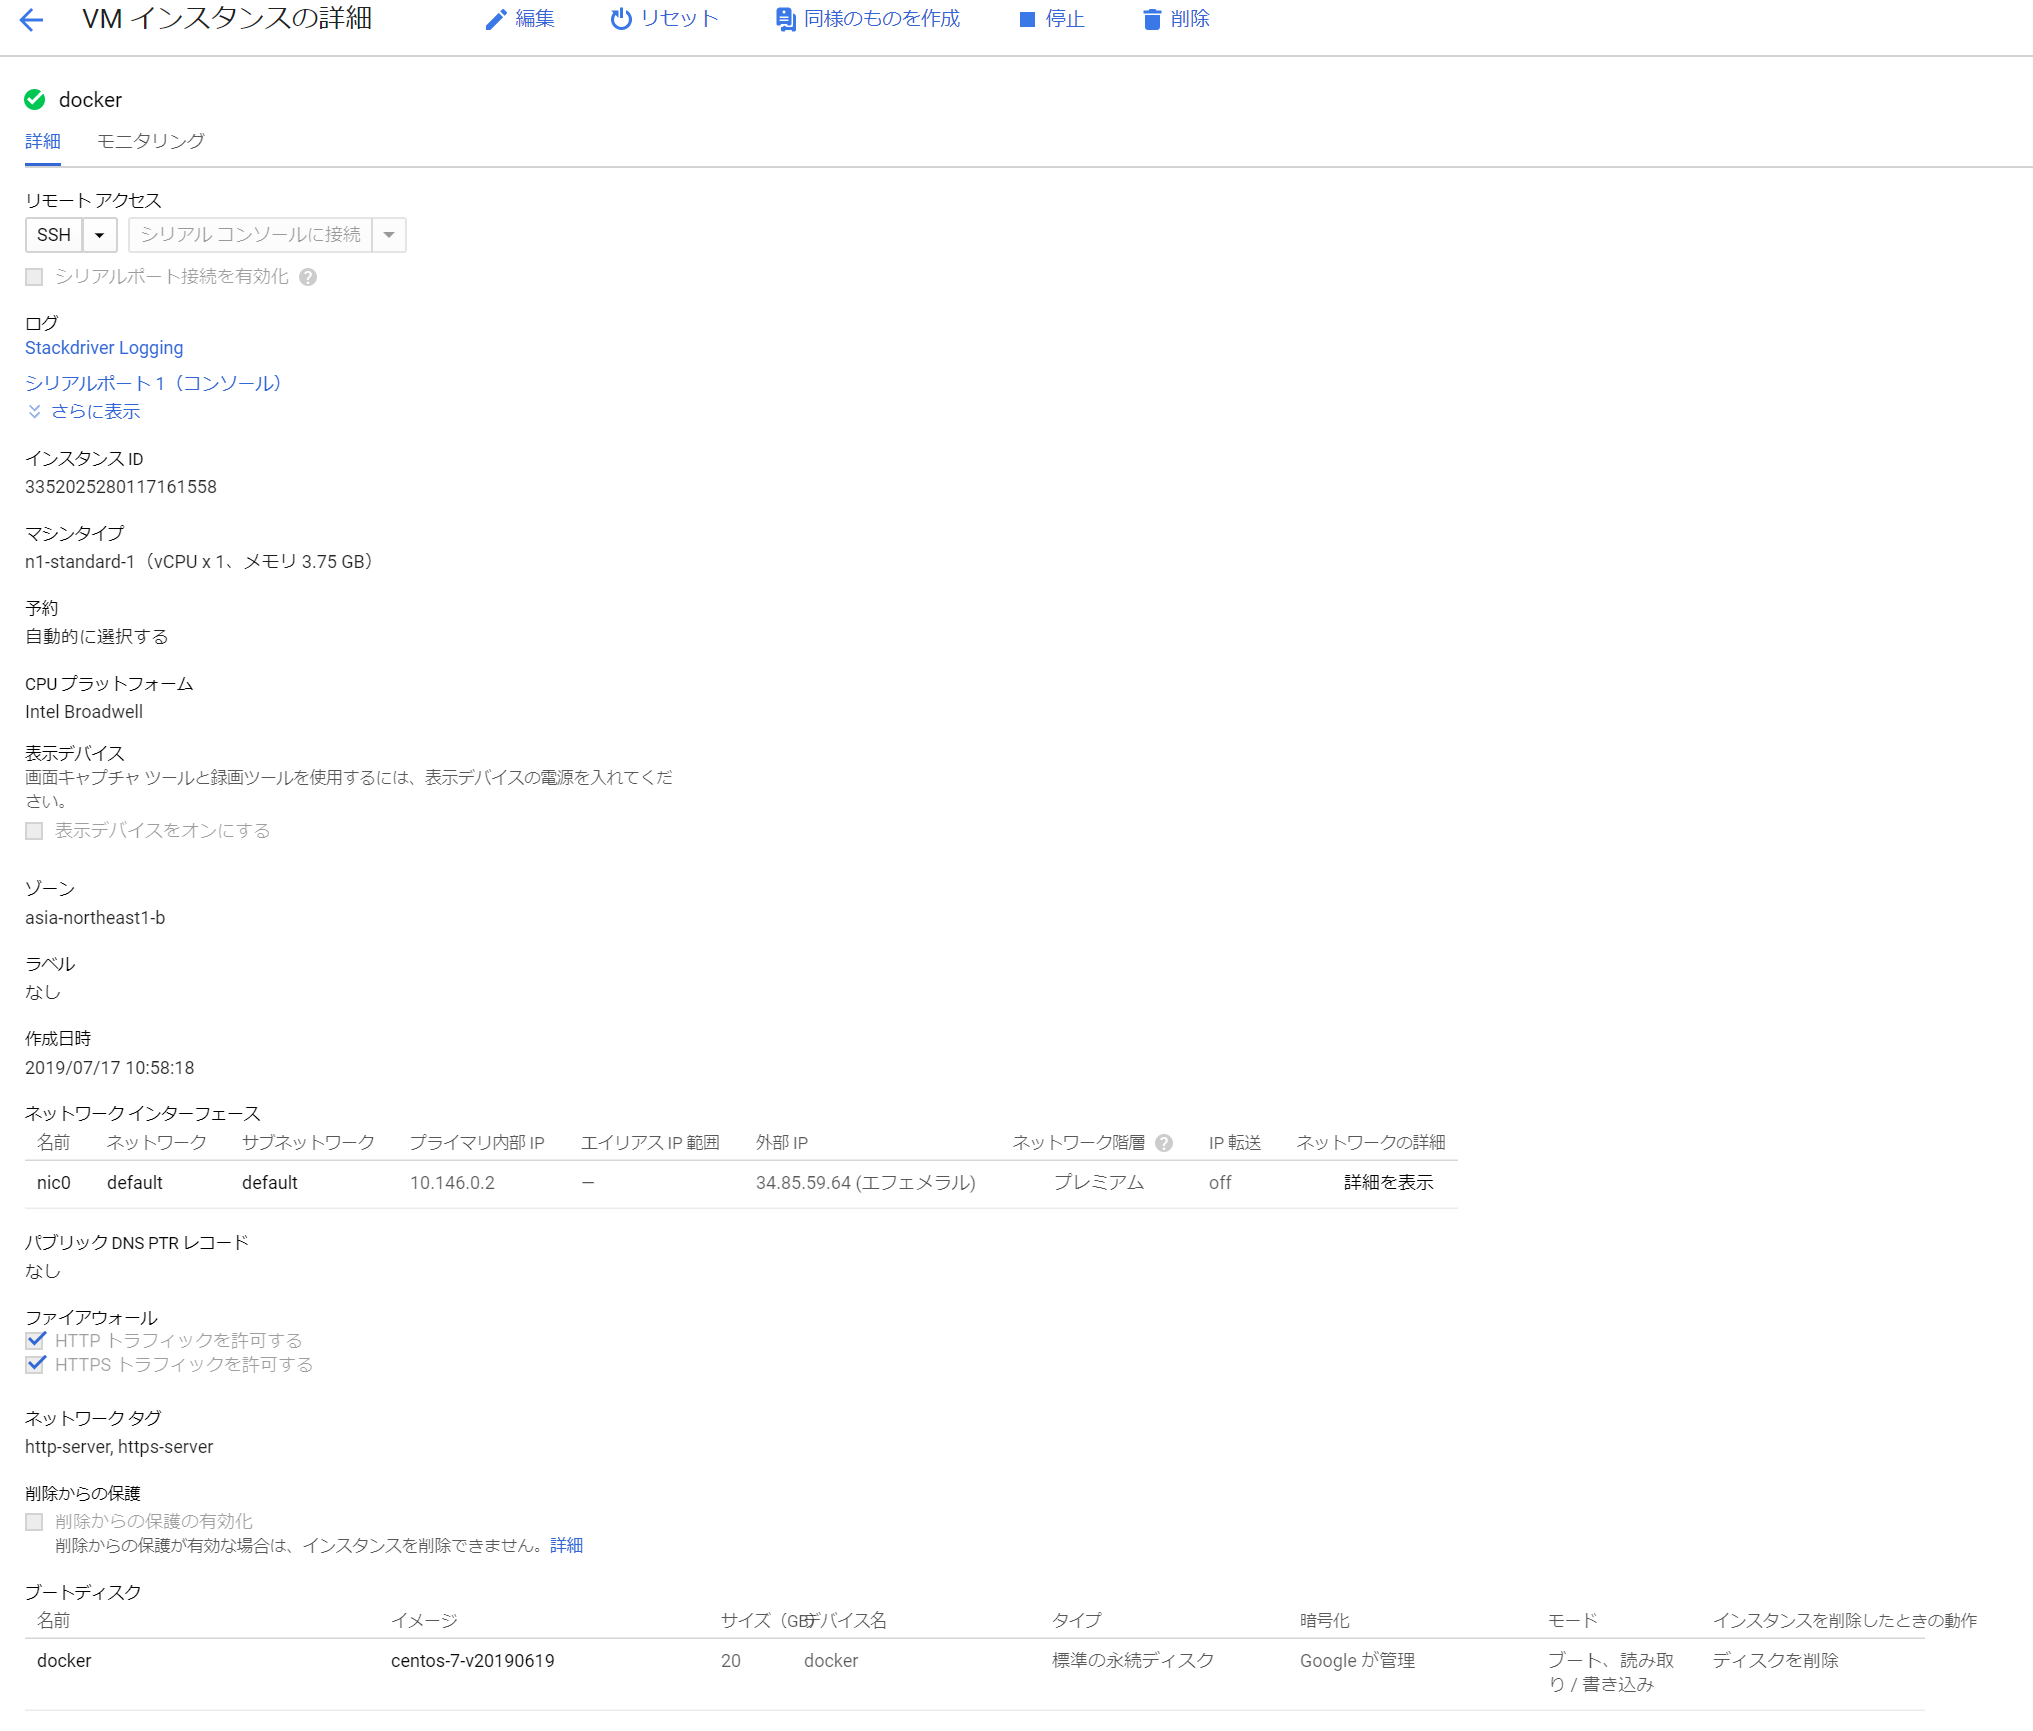 VM インスタンスの詳細 編集 リセット 同様のものを作成 停止 削除
docker
詳細 モニタリング
リモート アクセス
SSH シリアル コンソールに接続
シリアルポート接続を有効化
ログ
Stackdriver Logging
シリアルポート 1（コンソール）
さらに表示
インスタンス ID
3352025280117161558
マシンタイプ
n1-standard-1（vCPU x 1、メモリ 3.75 GB）
予約
自動的に選択する
CPU プラットフォーム
Intel Broadwell
表示デバイス
画面キャプチャ ツールと録画ツールを使用するには、表示デバイスの電源を入れてくだ
さい。
表示デバイスをオンにする
ゾーン
asia-northeast1-b
ラベル
なし
作成日時
2019/07/17 10:58:18
ネットワーク インターフェース
名前 ネットワーク サブネットワーク プライマリ内部 IP エイリアス IP 範囲 外部 IP ネットワーク階層 IP 転送 ネットワークの詳細
nic0 default default 10.146.0.2 — 34.85.59.64 (エフェメラル) プレミアム off 詳細を表示
パブリック DNS PTR レコード
なし
ファイアウォール
HTTP トラフィックを許可する
HTTPS トラフィックを許可する
ネットワーク タグ
http-server, https-server
削除からの保護
削除からの保護の有効化
削除からの保護が有効な場合は、インスタンスを削除できません。詳細
ブートディスク
名前 イメージ サイズ（GB デバイス名 タイプ 暗号化 モード インスタンスを削除したときの動作
docker centos-7-v20190619 20 docker 標準の永続ディスク Google が管理 ブート、読み取 ディスクを削除
り / 書き込み